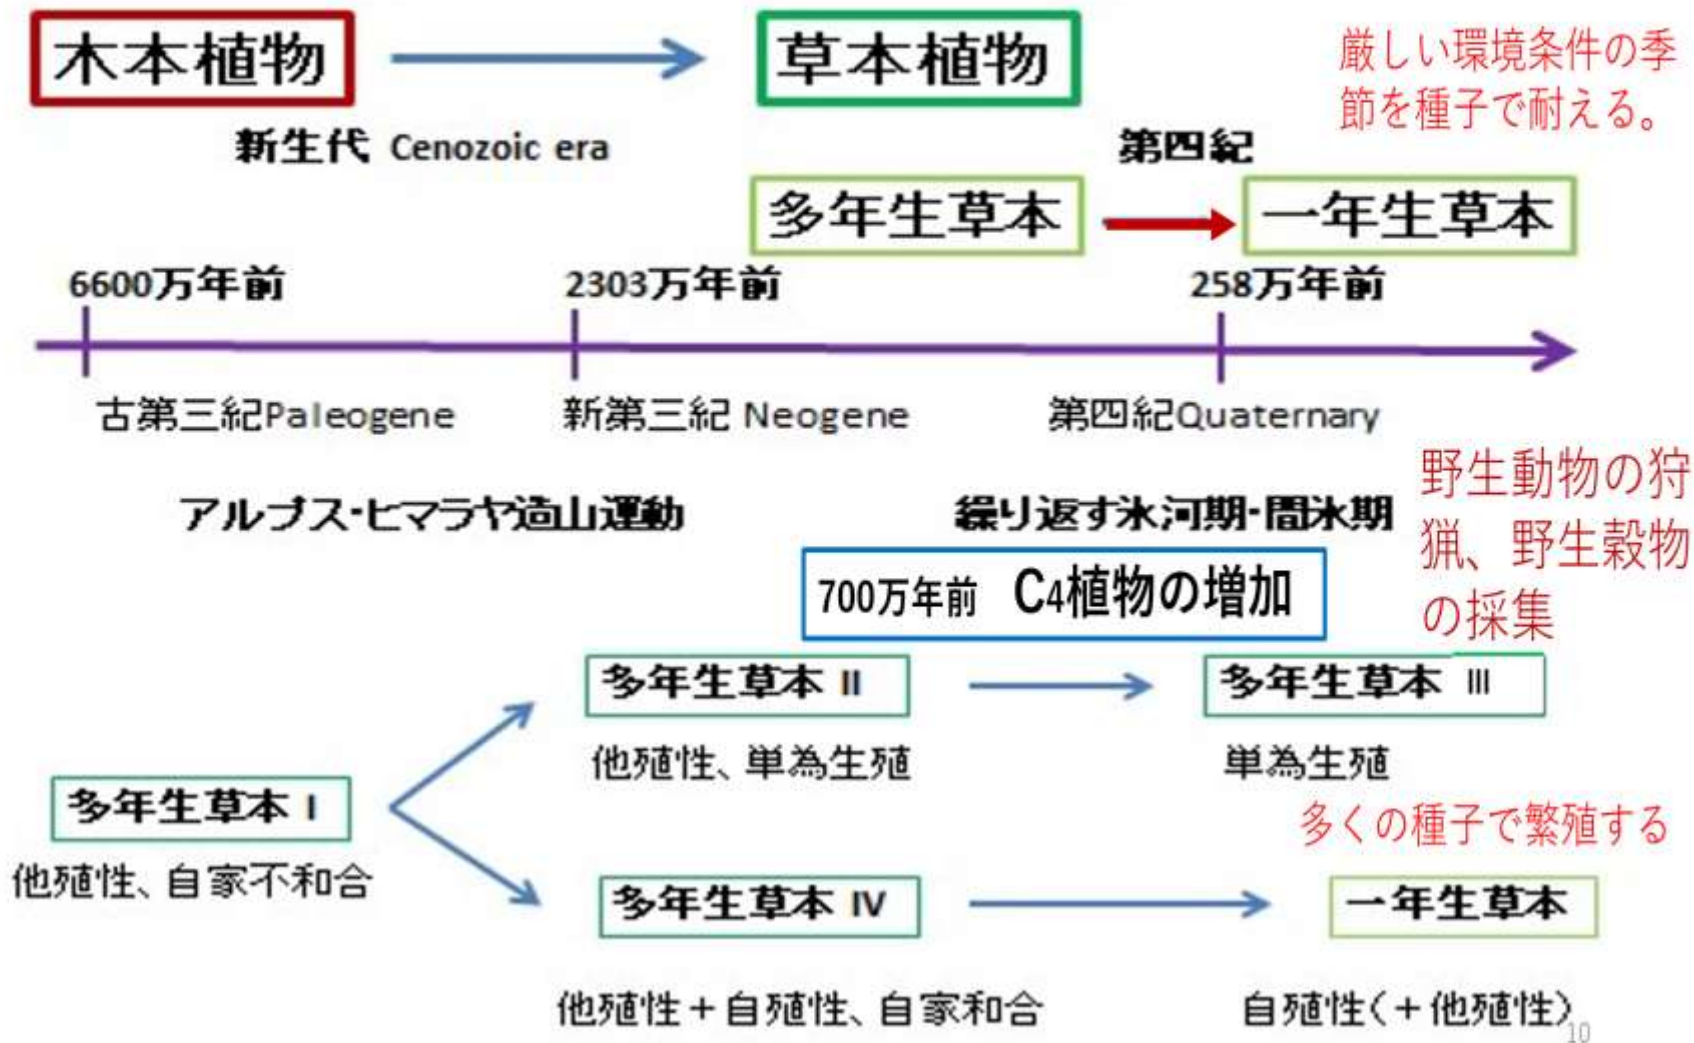 木本植物
草本植物
厳しい環境条件の季
節を種子で耐える。
新生代 Cenozoic era
第四紀
多年生草本
一年生草本
6600万年前
2303万年前
258万年前
古第三紀Paleogene
新第三紀 Neogene
第四紀Quaternary
アルプス・ヒマラヤ造山運動
繰り返す氷河期・間氷期
野生動物の狩
猟、野生穀物
の採集
700万年前 C4植物の増加
多年生草本 II
多年生草本 III
他殖性、単為生殖
単為生殖
多年生草本 I
多くの種子で繁殖する
他殖性、自家不和合
多年生草本 IV
一年生草本
他殖性＋自殖性、自家和合
自殖性(＋他殖性)
10